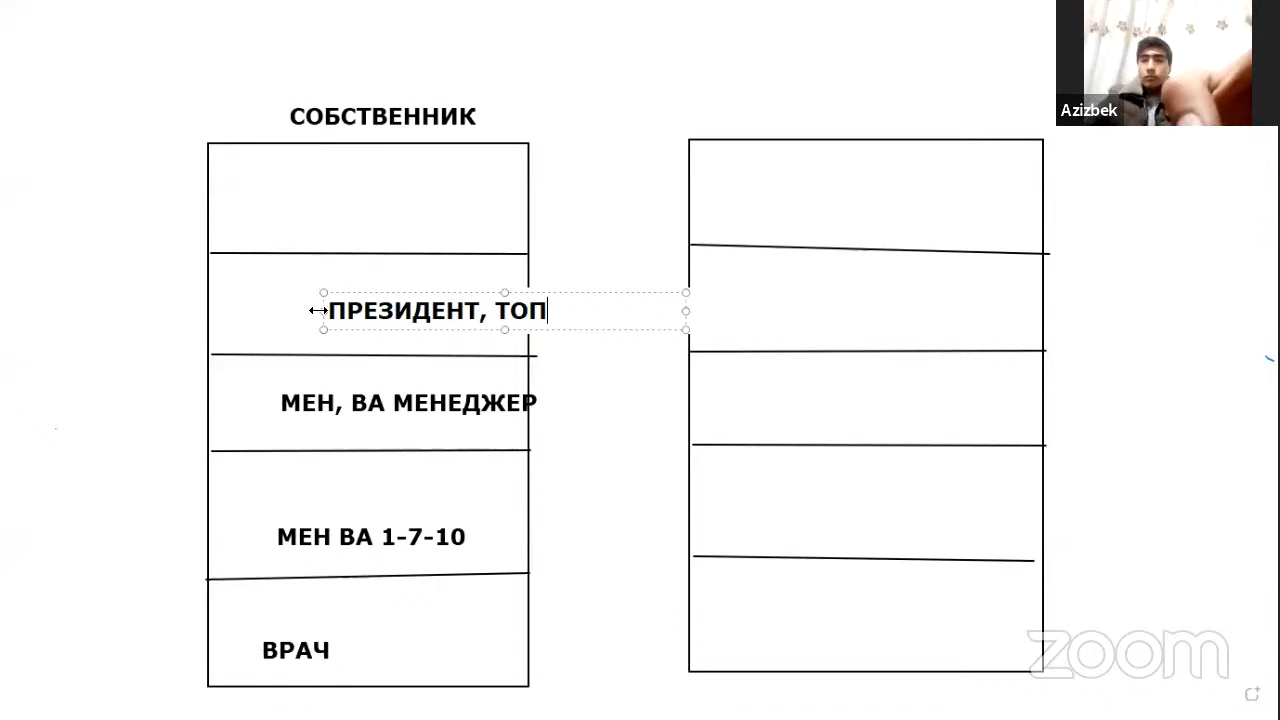 Azizbek
СОБСТВЕННИК
ПРЕЗИДЕНТ, ТОП
МЕН, ВА МЕНЕДЖЕР
МЕН ВА 1-7-10
ВРАЧ
zoom